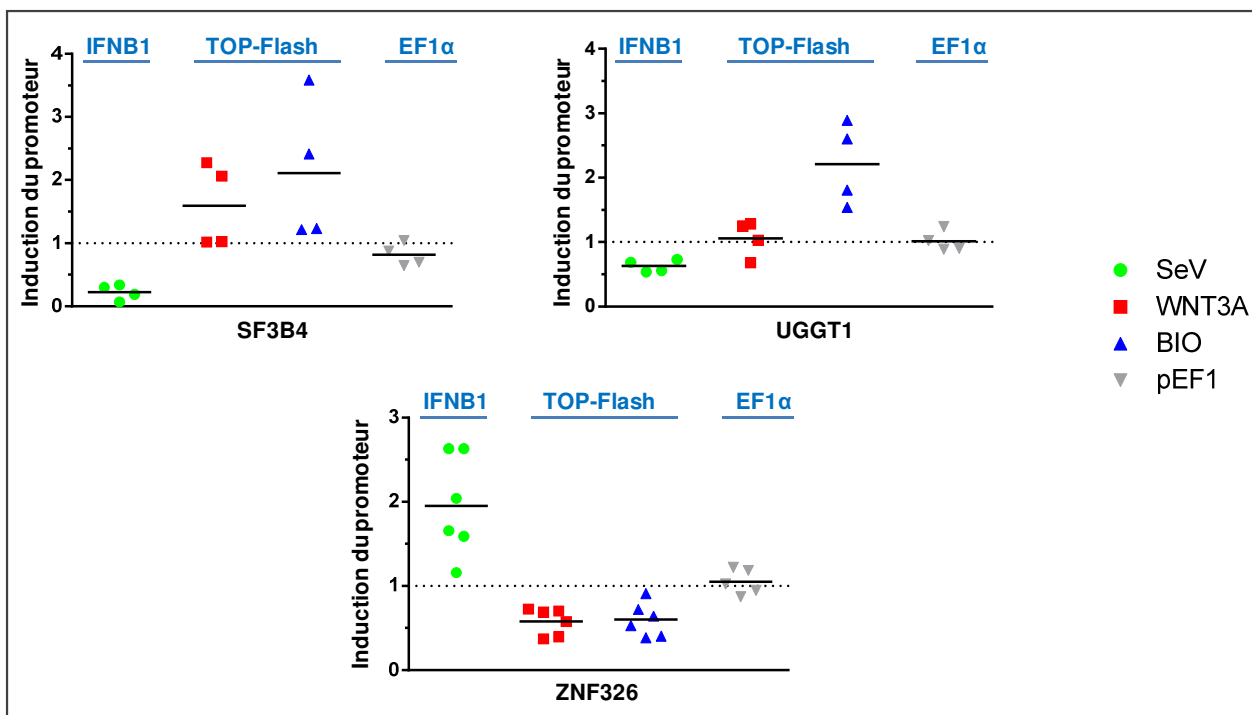 IFNB1 TOP-Flash EF1α
Induction du promoteur
4
3
2
1
0
SF3B4
IFNB1 TOP-Flash EF1α
Induction du promoteur
4
3
2
1
0
UGGT1
SeV
WNT3A
BIO
pEF1
IFNB1 TOP-Flash EF1α
Induction du promoteur
3
2
1
0
ZNF326